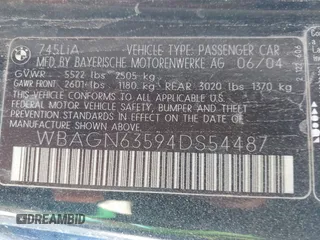 745LiA VEHICLE TYPE: PASSENGER CAR
MFD.BY BAYERISCHE MOTORENWERKE AG 06/04
GVWR 5522 lbs 2505 kg
GAWR FRONT 2601 lbs 1180 kg REAR 3020 lbs 1370 kg
THIS VEHICLE CONFORMS TO ALL APPLICABLE
U.S. FEDERAL MOTOR VEHICLE SAFETY, BUMPER, AND
THEFT PREVENTION STANDARDS IN EFFECT ON THE
DATE OF MANUFACTURE SHOWN ABOVE.
WBAGN63594DS54487
DREAMBID